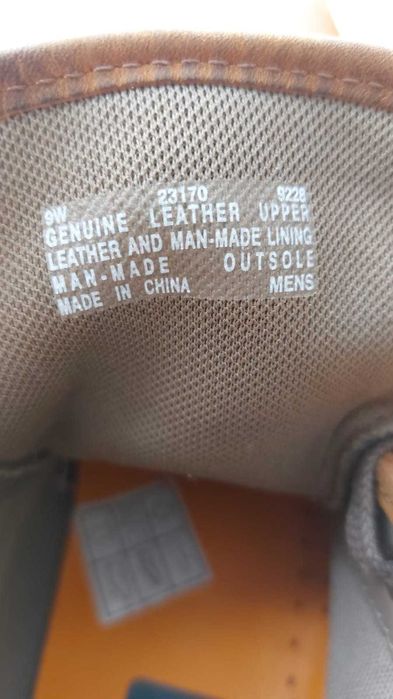 9W 23170 9228
GENUINE LEATHER UPPER
LEATHER AND MAN-MADE LINING
MAN-MADE OUTSOLE
MADE IN CHINA MENS